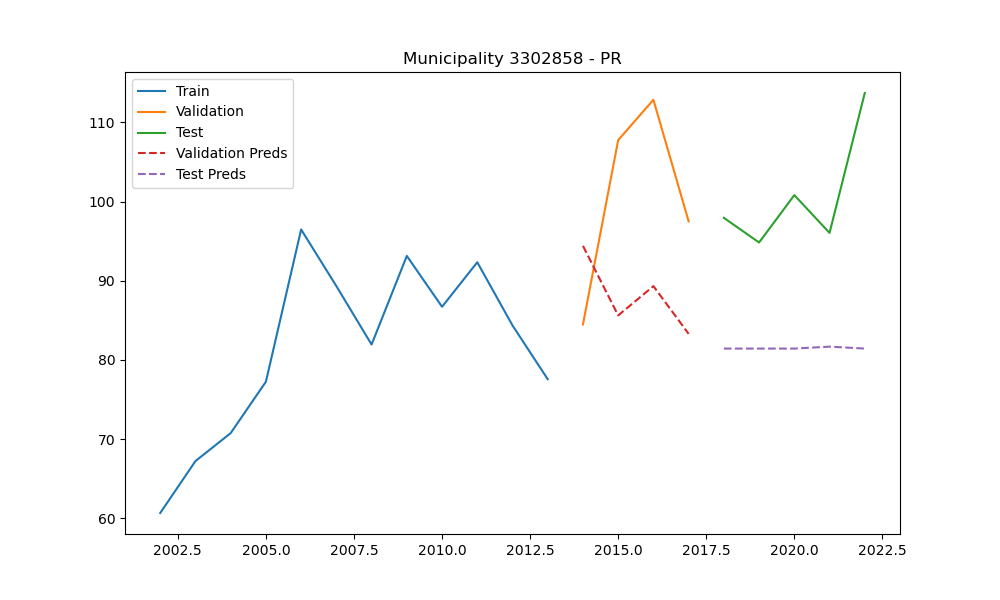 Municipality 3302858 - PR
Train
Validation
Test
Validation Preds
Test Preds
110
100
90
80
70
60
2002.5 2005.0 2007.5 2010.0 2012.5 2015.0 2017.5 2020.0 2022.5